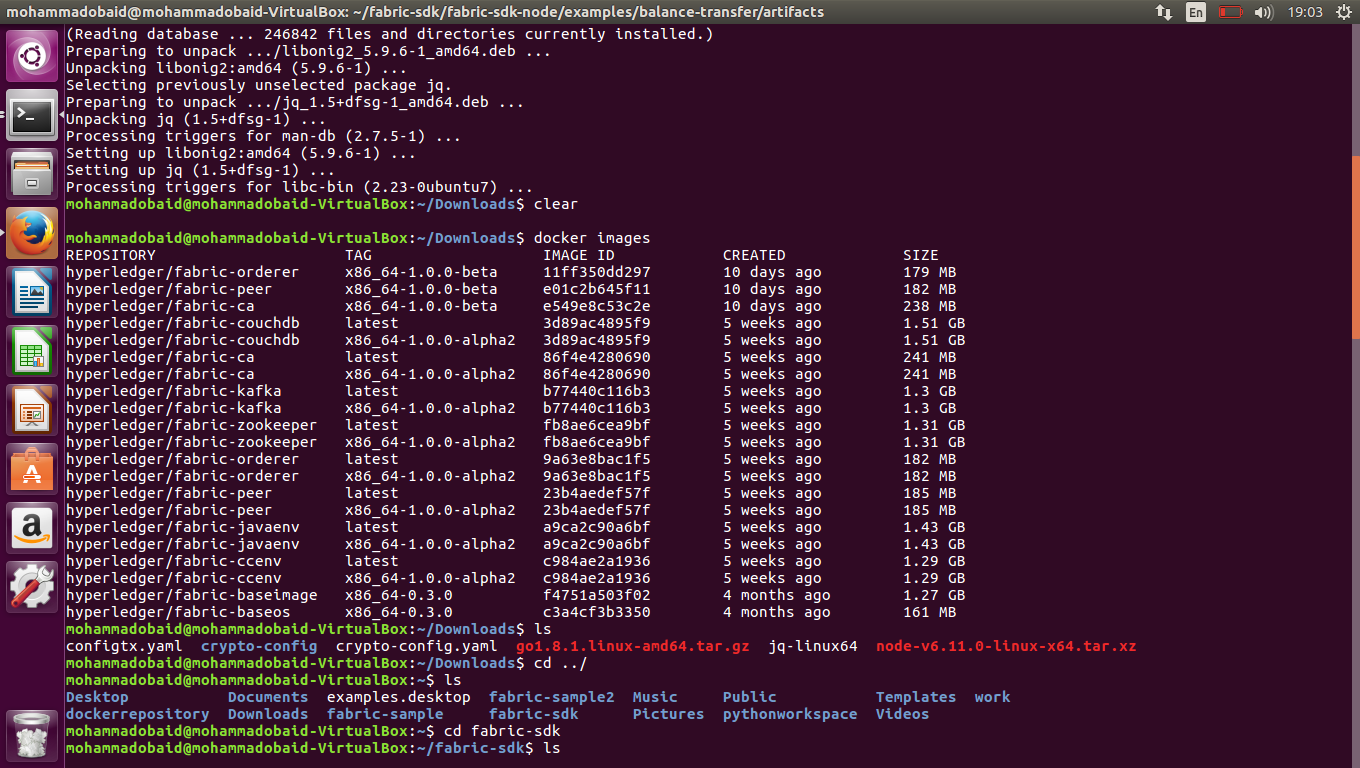 mohammadobaid@mohammadobaid-VirtualBox: ~/fabric-sdk/fabric-sdk-node/examples/balance-transfer/artifacts En 19:03
(Reading database ... 246842 files and directories currently installed.)
Preparing to unpack .../libonig2_5.9.6-1_amd64.deb ...
Unpacking libonig2:amd64 (5.9.6-1) ...
Selecting previously unselected package jq.
Preparing to unpack .../jq_1.5+dfsg-1_amd64.deb ...
Unpacking jq (1.5+dfsg-1) ...
Processing triggers for man-db (2.7.5-1) ...
Setting up libonig2:amd64 (5.9.6-1) ...
Setting up jq (1.5+dfsg-1) ...
Processing triggers for libc-bin (2.23-0ubuntu7) ...
mohammadobaid@mohammadobaid-VirtualBox:~/Downloads$ clear
mohammadobaid@mohammadobaid-VirtualBox:~/Downloads$ docker images
REPOSITORY TAG IMAGE ID CREATED SIZE
hyperledger/fabric-orderer x86_64-1.0.0-beta 11ff350dd297 10 days ago 179 MB
hyperledger/fabric-peer x86_64-1.0.0-beta e01c2b645f11 10 days ago 182 MB
hyperledger/fabric-ca x86_64-1.0.0-beta e549e8c53c2e 10 days ago 238 MB
hyperledger/fabric-couchdb latest 3d89ac4895f9 5 weeks ago 1.51 GB
hyperledger/fabric-couchdb x86_64-1.0.0-alpha2 3d89ac4895f9 5 weeks ago 1.51 GB
hyperledger/fabric-ca latest 86f4e4280690 5 weeks ago 241 MB
hyperledger/fabric-ca x86_64-1.0.0-alpha2 86f4e4280690 5 weeks ago 241 MB
hyperledger/fabric-kafka latest b77440c116b3 5 weeks ago 1.3 GB
hyperledger/fabric-kafka x86_64-1.0.0-alpha2 b77440c116b3 5 weeks ago 1.3 GB
hyperledger/fabric-zookeeper latest fb8ae6cea9bf 5 weeks ago 1.31 GB
hyperledger/fabric-zookeeper x86_64-1.0.0-alpha2 fb8ae6cea9bf 5 weeks ago 1.31 GB
hyperledger/fabric-orderer latest 9a63e8bac1f5 5 weeks ago 182 MB
hyperledger/fabric-orderer x86_64-1.0.0-alpha2 9a63e8bac1f5 5 weeks ago 182 MB
hyperledger/fabric-peer latest 23b4aedef57f 5 weeks ago 185 MB
hyperledger/fabric-peer x86_64-1.0.0-alpha2 23b4aedef57f 5 weeks ago 185 MB
hyperledger/fabric-javaenv latest a9ca2c90a6bf 5 weeks ago 1.43 GB
hyperledger/fabric-javaenv x86_64-1.0.0-alpha2 a9ca2c90a6bf 5 weeks ago 1.43 GB
hyperledger/fabric-ccenv latest c984ae2a1936 5 weeks ago 1.29 GB
hyperledger/fabric-ccenv x86_64-1.0.0-alpha2 c984ae2a1936 5 weeks ago 1.29 GB
hyperledger/fabric-baseimage x86_64-0.3.0 f4751a503f02 4 months ago 1.27 GB
hyperledger/fabric-baseos x86_64-0.3.0 c3a4cf3b3350 4 months ago 161 MB
mohammadobaid@mohammadobaid-VirtualBox:~/Downloads$ ls
configtx.yaml crypto-config crypto-config.yaml go1.8.1.linux-amd64.tar.gz jq-linux64 node-v6.11.0-linux-x64.tar.xz
mohammadobaid@mohammadobaid-VirtualBox:~/Downloads$ cd ../
mohammadobaid@mohammadobaid-VirtualBox:~$ ls
Desktop Documents examples.desktop fabric-sample2 Music Public Templates work
dockerrepository Downloads fabric-sample fabric-sdk Pictures pythonworkspace Videos
mohammadobaid@mohammadobaid-VirtualBox:~$ cd fabric-sdk
mohammadobaid@mohammadobaid-VirtualBox:~/fabric-sdk$ ls